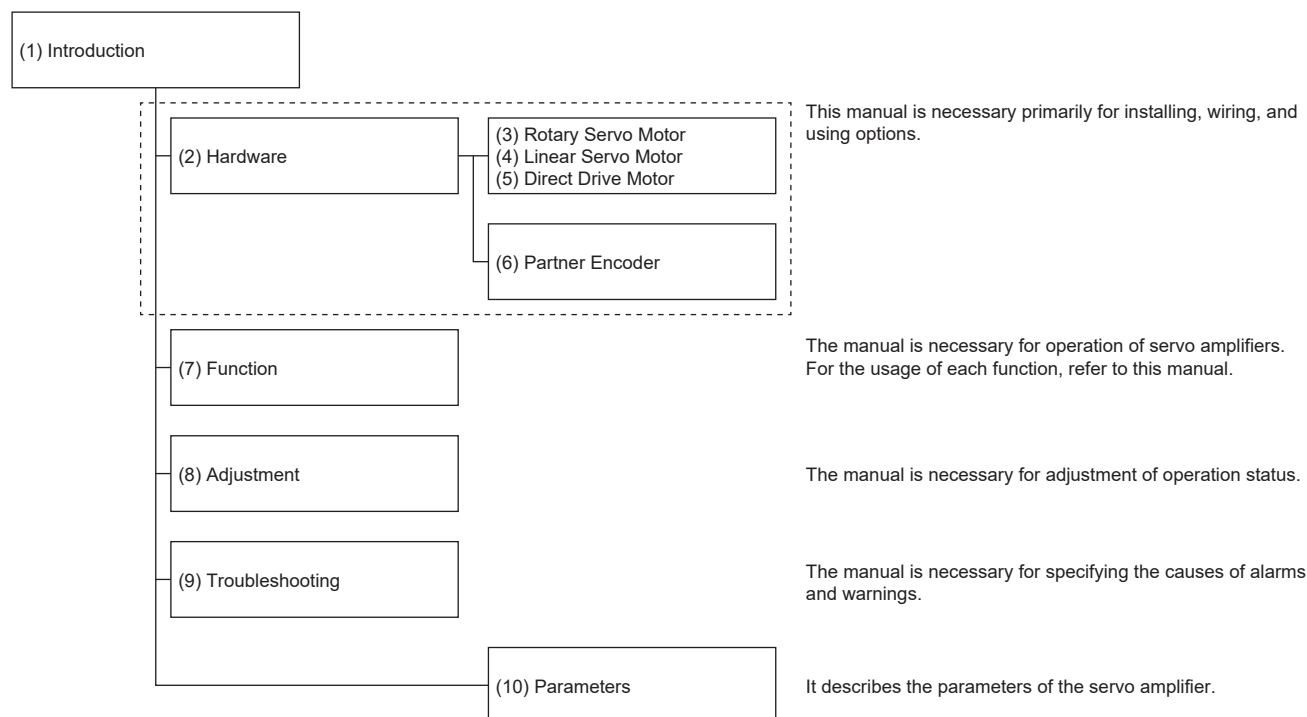 (1) Introduction
This manual is necessary primarily for installing, wiring, and
using options.
(2) Hardware
(3) Rotary Servo Motor
(4) Linear Servo Motor
(5) Direct Drive Motor
(6) Partner Encoder
(7) Function
The manual is necessary for operation of servo amplifiers.
For the usage of each function, refer to this manual.
(8) Adjustment
The manual is necessary for adjustment of operation status.
(9) Troubleshooting
The manual is necessary for specifying the causes of alarms
and warnings.
(10) Parameters
It describes the parameters of the servo amplifier.